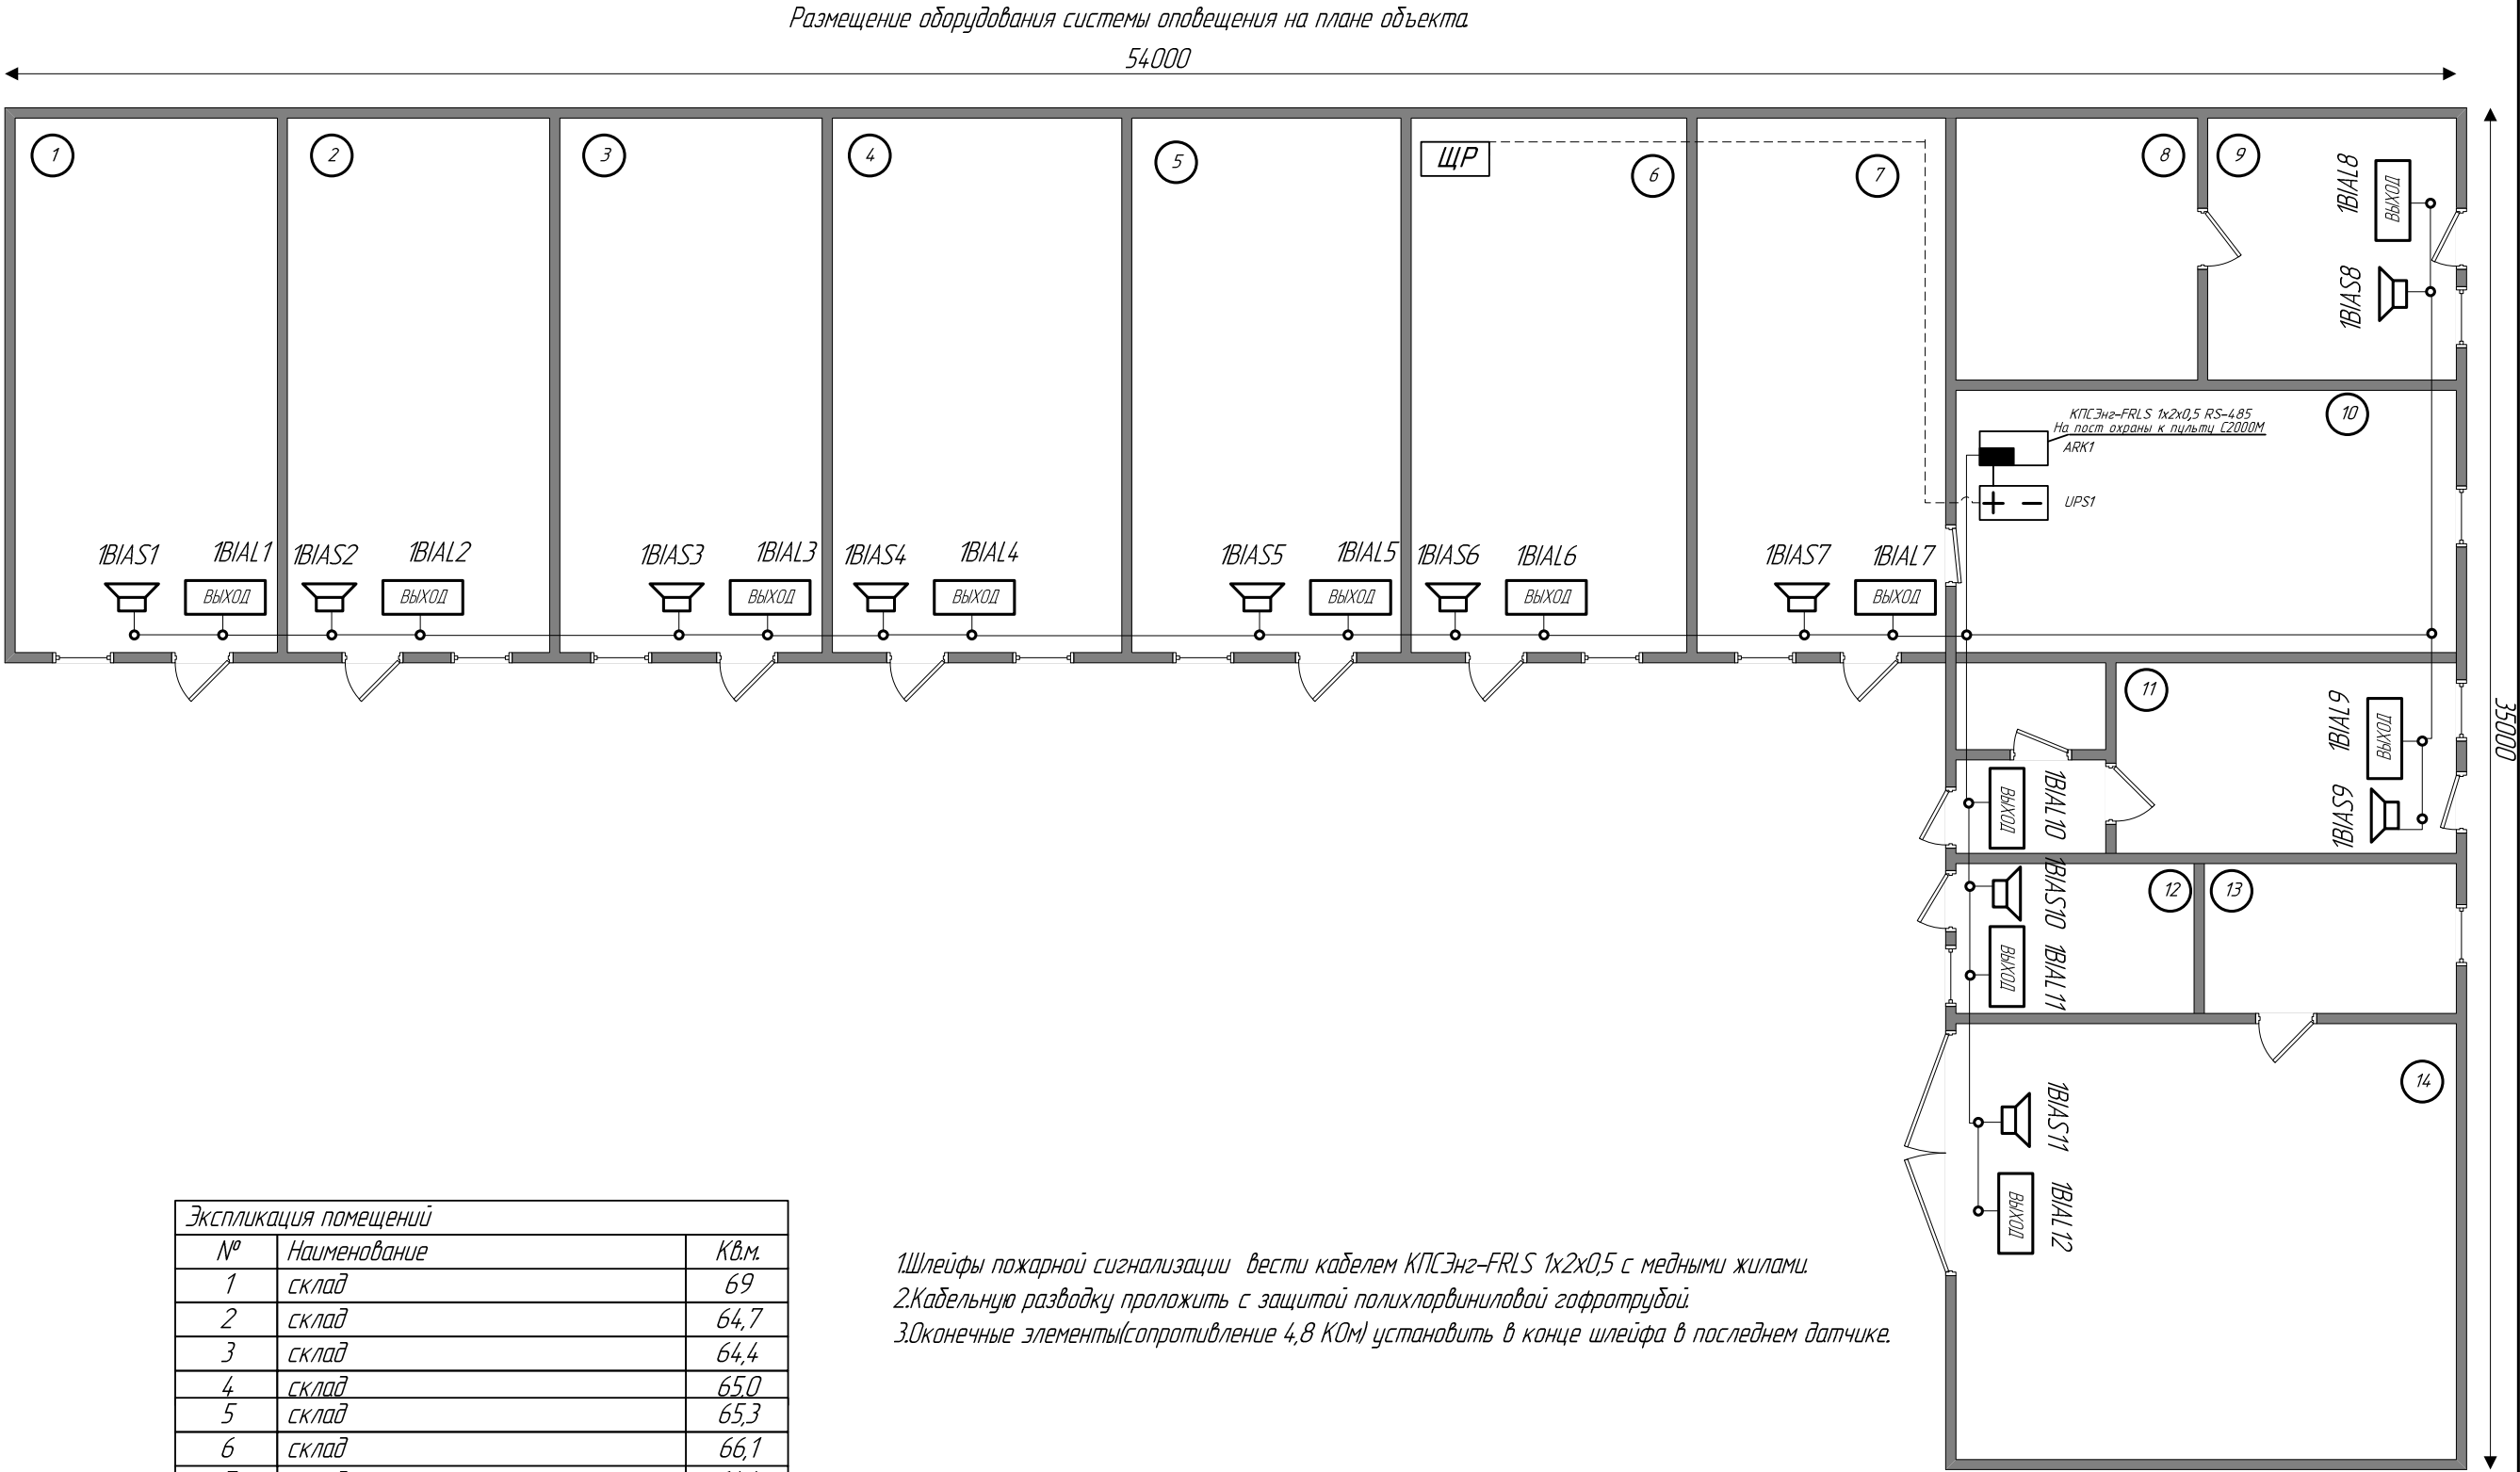 Размещение оборудования системы оповещения на плане объекта.
54000
1
2
3
4
5
ЩР
6
7
8
9
1BIAL8
ВЫХОД
1BIAS8
10
КПСЭнг-FRLS 1x2x0,5 RS-485
На пост охраны к пульту С2000М
ARK1
UPS1
1BIAS1
1BIAL1
1BIAS2
1BIAL2
1BIAS3
1BIAL3
1BIAS4
1BIAL4
1BIAS5
1BIAL5
1BIAS6
1BIAL6
1BIAS7
1BIAL7
ВЫХОД
ВЫХОД
ВЫХОД
ВЫХОД
ВЫХОД
ВЫХОД
ВЫХОД
35000
11
1BIAL9
ВЫХОД
1BIAS9
ВЫХОД
1BIAL10
1BIAS10
12
13
ВЫХОД
1BIAL11
14
1BIAS11
ВЫХОД
1BIAL12
Экспликация помещений
№ Наименование Кв.м.
1 склад 69
2 склад 64,7
3 склад 64,4
4 склад 65,0
5 склад 65,3
6 склад 66,1
1.Шлейфы пожарной сигнализации вести кабелем КПСЭнг-FRLS 1x2x0,5 с медными жилами.
2.Кабельную разводку проложить с защитой полихлорвиниловой гофротрубой.
3.Оконечные элементы(сопротивление 4,8 КОм) установить в конце шлейфа в последнем датчике.